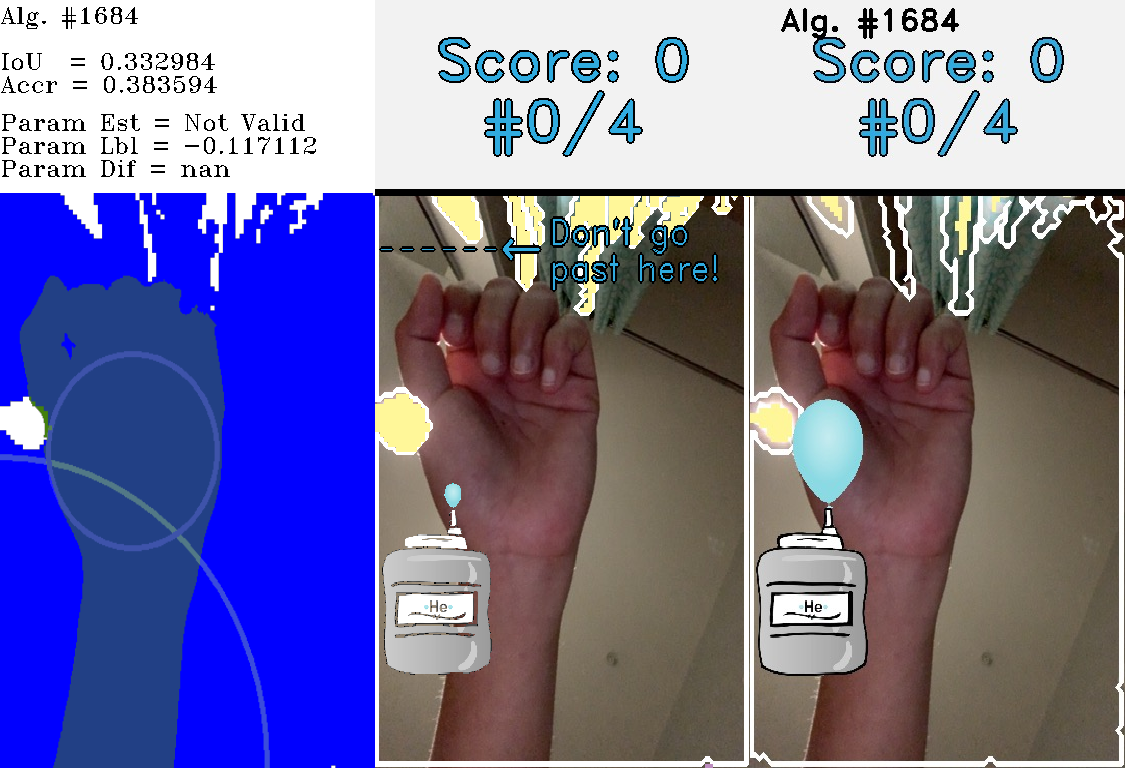 Alg. #1684
IoU = 0.332984
Accr = 0.383594
Param Est = Not Valid
Param Lbl = −0.117112
Param Dif = nan
Score: 0
#0/4
Don't go
past here!
He
Alg. #1684
Score: 0
#0/4
He